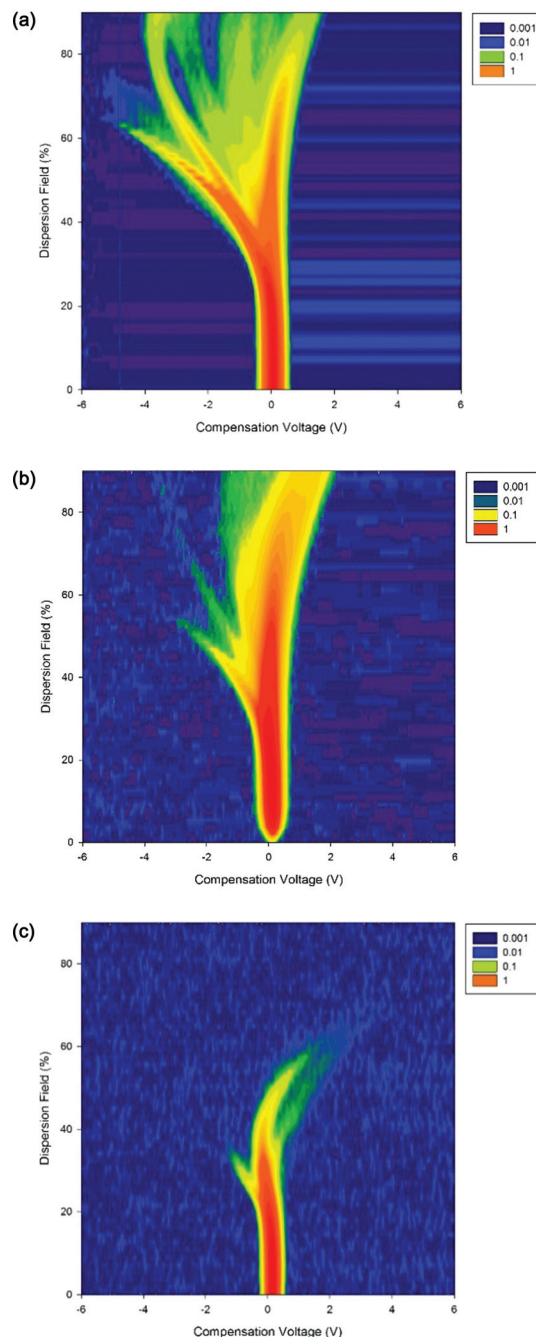 (a)
80
60
40
20
0
Dispersion Field (%)
-6 -4 -2 0 2 4 6
Compensation Voltage (V)
0.001
0.01
0.1
1
(b)
80
60
40
20
0
Dispersion Field (%)
-6 -4 -2 0 2 4 6
Compensation Voltage (V)
0.001
0.01
0.1
1
(c)
80
60
40
20
0
Dispersion Field (%)
-6 -4 -2 0 2 4 6
Compensation Voltage (V)
0.001
0.01
0.1
1